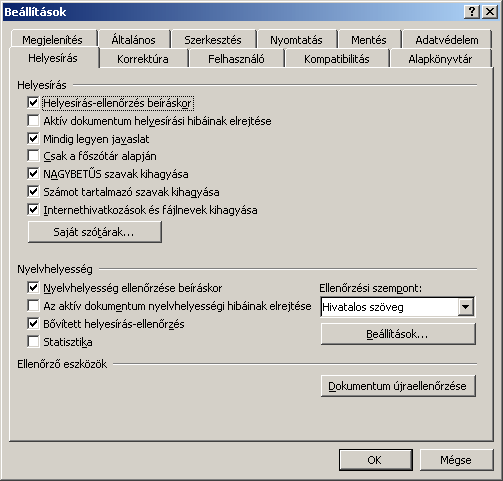 Beállítások
Megjelenítés Általános Szerkesztés Nyomtatás Mentés Adatvédelem
Helyesírás Korrektúra Felhasználó Kompatibilitás Alapkönyvtár
Helyesírás
Helyesírás-ellenőrzés beíráskor
Aktív dokumentum helyesírási hibáinak elrejtése
Mindig legyen javaslat
Csak a főszótár alapján
NAGYBETŰS szavak kihagyása
Számot tartalmazó szavak kihagyása
Internethivatkozások és fájlnevek kihagyása
Saját szótárak...
Nyelvhelyesség
Nyelvhelyesség ellenőrzése beíráskor
Az aktív dokumentum nyelvhelyességi hibáinak elrejtése
Bővített helyesírás-ellenőrzés
Statisztika
Ellenőrzési szempont:
Hivatalos szöveg
Beállítások...
Ellenőrző eszközök
Dokumentum újraellenőrzése
OK Mégse